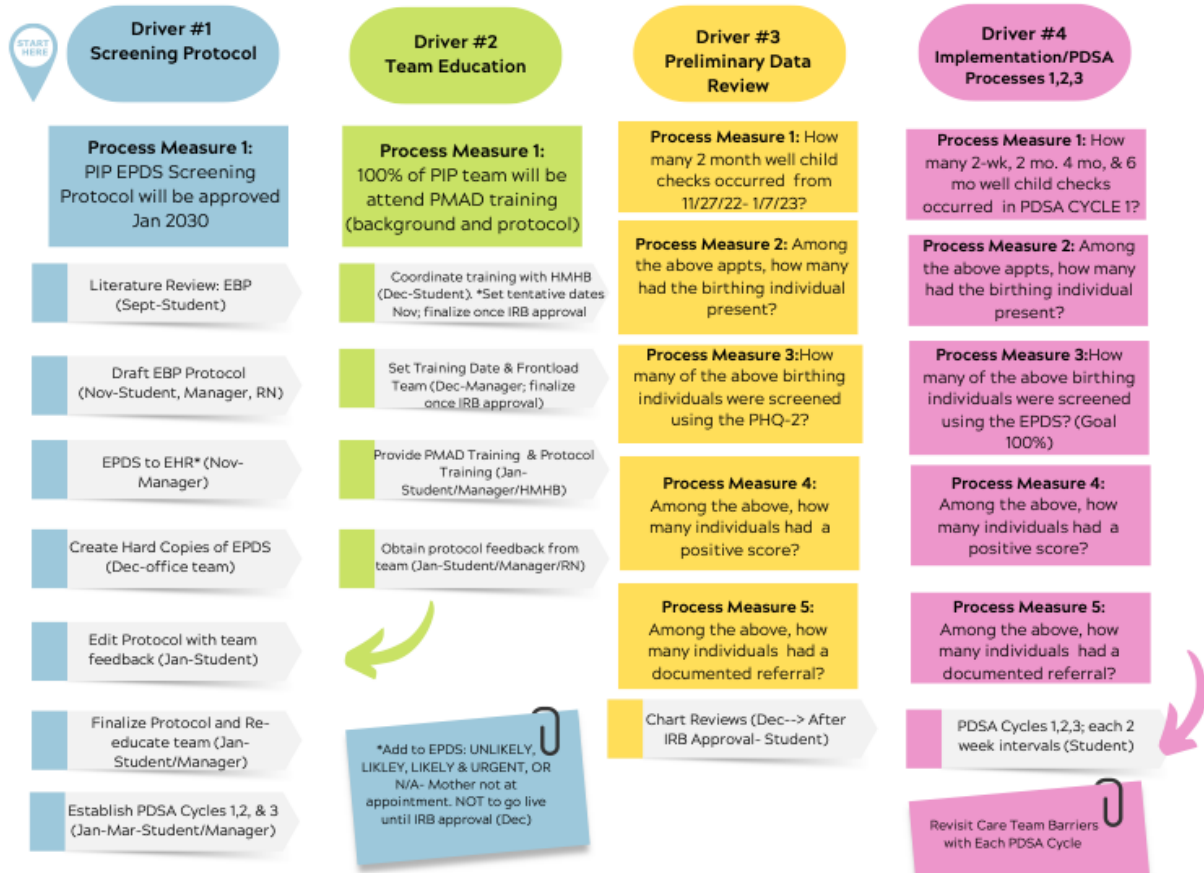 START
HERE
Driver #1
Screening Protocol
Process Measure 1:
PIP EPDS Screening
Protocol will be approved
Jan 2030
Literature Review: EBP
(Sept-Student)
Draft EBP Protocol
(Nov-Student, Manager, RN)
EPDS to EHR* (Nov-
Manager)
Create Hard Copies of EPDS
(Dec-office team)
Edit Protocol with team
feedback (Jan-Student)
Finalize Protocol and Re-
educate team (Jan-
Student/Manager)
Establish PDSA Cycles 1,2, & 3
(Jan-Mar-Student/Manager)
Driver #2
Team Education
Process Measure 1:
100% of PIP team will be
attend PMAD training
(background and protocol)
Coordinate training with HMHB
(Dec-Student). *Set tentative dates
Nov; finalize once IRB approval
Set Training Date & Frontload
Team (Dec-Manager; finalize
once IRB approval)
Provide PMAD Training & Protocol
Training (Jan-
Student/Manager/HMHB)
Obtain protocol feedback from
team (Jan-Student/Manager/RN)
*Add to EPDS: UNLIKELY,
LIKLEY, LIKELY & URGENT, OR
N/A- Mother not at
appointment. NOT to go live
until IRB approval (Dec)
Driver #3
Preliminary Data
Review
Process Measure 1: How
many 2 month well child
checks occurred from
11/27/22- 1/7/23?
Process Measure 2: Among
the above appts, how many
had the birthing individual
present?
Process Measure 3:How
many of the above birthing
individuals were screened
using the PHQ-2?
Process Measure 4:
Among the above, how
many individuals had a
positive score?
Process Measure 5:
Among the above, how
many individuals had a
documented referral?
Chart Reviews (Dec--> After
IRB Approval- Student)
Driver #4
Implementation/PDSA
Processes 1,2,3
Process Measure 1: How
many 2-wk, 2 mo. 4 mo, & 6
mo well child checks
occurred in PDSA CYCLE 1?
Process Measure 2: Among
the above appts, how many
had the birthing individual
present?
Process Measure 3:How
many of the above birthing
individuals were screened
using the EPDS? (Goal
100%)
Process Measure 4:
Among the above, how
many individuals had a
positive score?
Process Measure 5:
Among the above, how
many individuals had a
documented referral?
PDSA Cycles 1,2,3; each 2
week intervals (Student)
Revisit Care Team Barriers
with Each PDSA Cycle